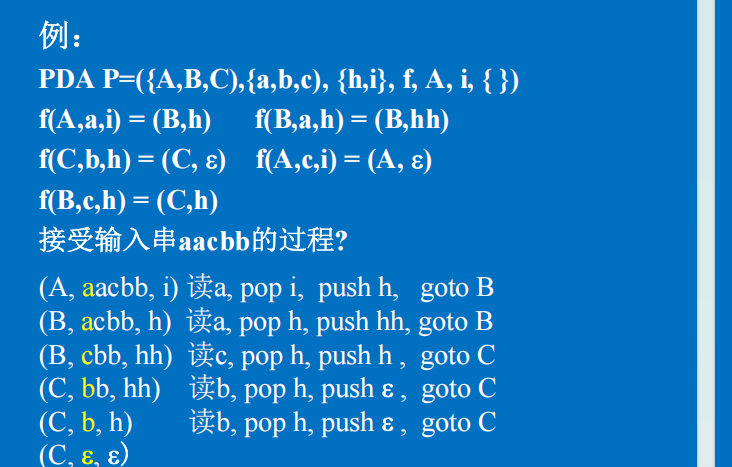 例：
PDA P=({A,B,C),{a,b,c), {h,i}, f, A, i, { })
f(A,a,i) = (B,h) f(B,a,h) = (B,hh)
f(C,b,h) = (C, ε) f(A,c,i) = (A, ε)
f(B,c,h) = (C,h)
接受输入串aacbb的过程?
(A, aacbb, i) 读a, pop i, push h, goto B
(B, acbb, h) 读a, pop h, push hh, goto B
(B, cbb, hh) 读c, pop h, push h , goto C
(C, bb, hh) 读b, pop h, push ε , goto C
(C, b, h) 读b, pop h, push ε , goto C
(C, ε, ε）